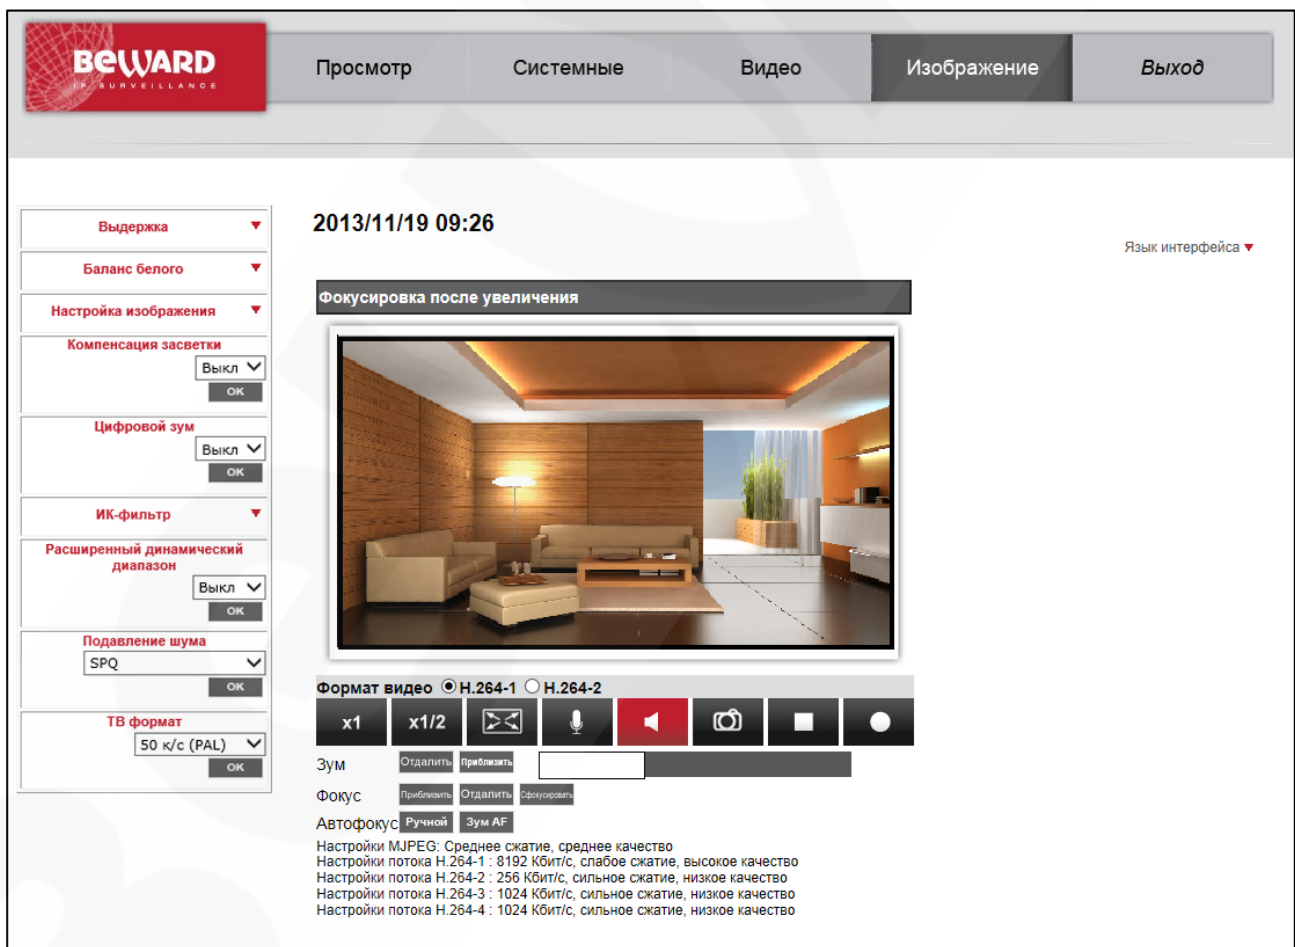 BEWARD
IP SURVEILLANCE
Просмотр
Системные
Видео
Изображение
Выход
2013/11/19 09:26
Язык интерфейса
Выдержка
Баланс белого
Настройка изображения
Компенсация засветки
Выкл
ОК
Цифровой зум
Выкл
ОК
ИК-фильтр
Расширенный динамический
диапазон
Выкл
ОК
Подавление шума
SPQ
ОК
ТВ формат
50 к/с (PAL)
ОК
Фокусировка после увеличения
Формат видео H.264-1 H.264-2
x1 x1/2
Зум Отдалить Приблизить
Фокус Приблизить Отдалить Сфокусировать
Автофокус Ручной Зум AF
Настройки MJPEG: Среднее сжатие, среднее качество
Настройки потока H.264-1 : 8192 Кбит/с, слабое сжатие, высокое качество
Настройки потока H.264-2 : 256 Кбит/с, сильное сжатие, низкое качество
Настройки потока H.264-3 : 1024 Кбит/с, сильное сжатие, низкое качество
Настройки потока H.264-4 : 1024 Кбит/с, сильное сжатие, низкое качество